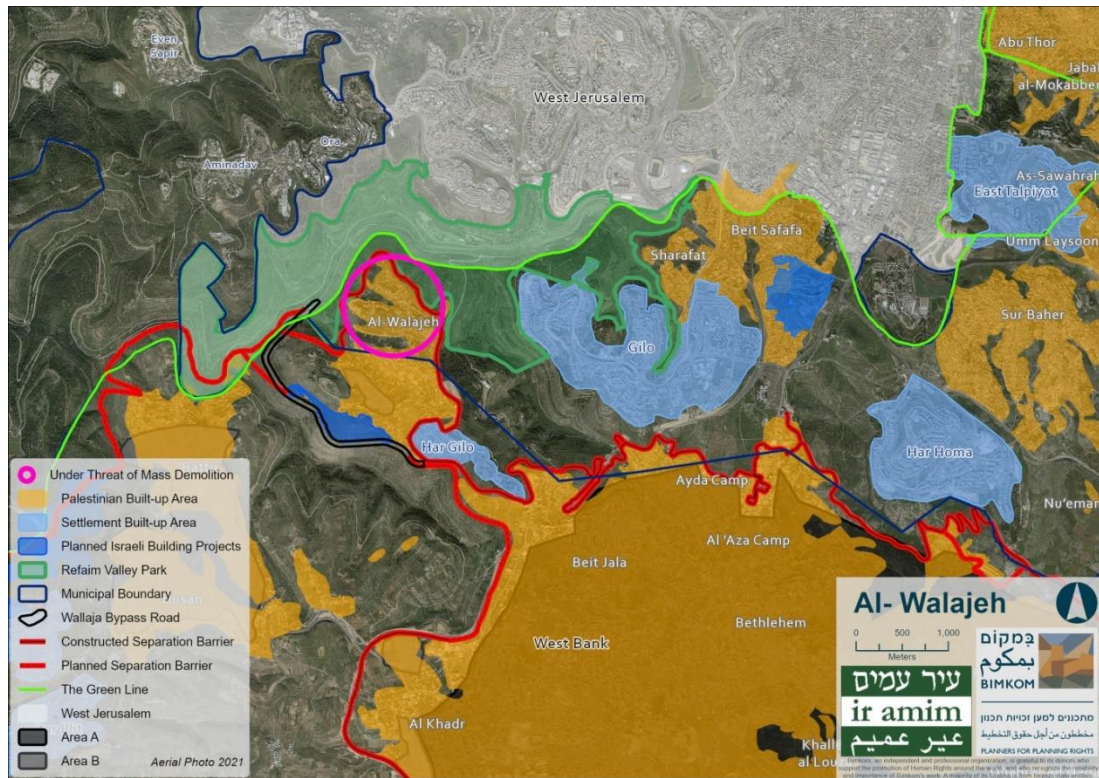 Even
Sapir
West Jerusalem
Abu Thor
Jabal
al-Mokabber
Ora
Aminadav
As-Sawahrah
East Talpiyot
Umm Laysoon
Beit Safafa
Sharafat
Al-Walajeh
Sur Baher
Gilo
Har Gilo
Har Homa
Ayda Camp
Nu'eman
Al 'Aza Camp
Beit Jala
Bethlehem
West Bank
Al Khadr
Under Threat of Mass Demolition
Palestinian Built-up Area
Settlement Built-up Area
Planned Israeli Building Projects
Refaim Valley Park
Municipal Boundary
Wallaja Bypass Road
Constructed Separation Barrier
Planned Separation Barrier
The Green Line
West Jerusalem
Area A
Area B
Aerial Photo 2021
Al- Walajeh
0 500 1,000
Meters
עיר עמים
ir amim
عير عميم
במקום
بمكوم
BIMKOM
מתכננים למען זכויות תכנון
مخططون من أجل حقوق التخطيط
PLANNERS FOR PLANNING RIGHTS